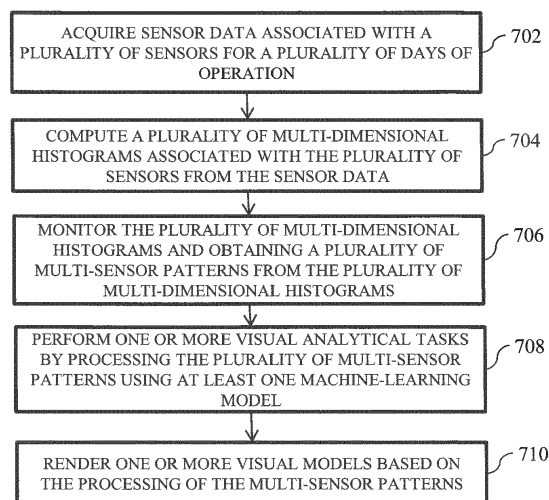 ACQUIRE SENSOR DATA ASSOCIATED WITH A
PLURALITY OF SENSORS FOR A PLURALITY OF DAYS OF
OPERATION
702
COMPUTE A PLURALITY OF MULTI-DIMENSIONAL
HISTOGRAMS ASSOCIATED WITH THE PLURALITY OF
SENSORS FROM THE SENSOR DATA
704
MONITOR THE PLURALITY OF MULTI-DIMENSIONAL
HISTOGRAMS AND OBTAINING A PLURALITY OF
MULTI-SENSOR PATTERNS FROM THE PLURALITY OF
MULTI-DIMENSIONAL HISTOGRAMS
706
PERFORM ONE OR MORE VISUAL ANALYTICAL TASKS
BY PROCESSING THE PLURALITY OF MULTI-SENSOR
PATTERNS USING AT LEAST ONE MACHINE-LEARNING
MODEL
708
RENDER ONE OR MORE VISUAL MODELS BASED ON
THE PROCESSING OF THE MULTI-SENSOR PATTERNS
710